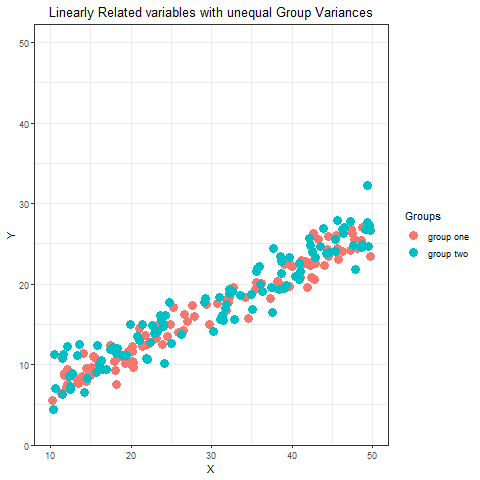 Linearly Related variables with unequal Group Variances
50
40
30
20
10
0
Y
10
20
30
40
50
X
Groups
group one
group two